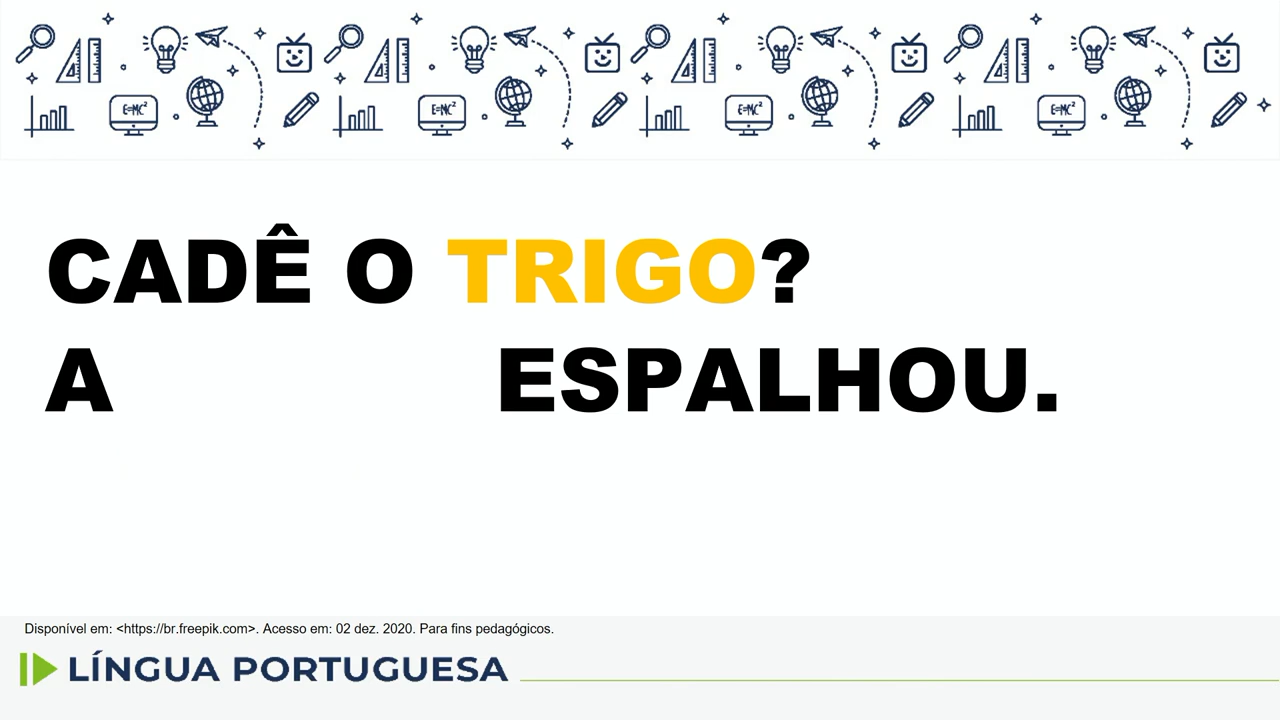 CADÊ O TRIGO?
A ESPALHOU.
Disponível em: <https://br.freepik.com>. Acesso em: 02 dez. 2020. Para fins pedagógicos.
LÍNGUA PORTUGUESA